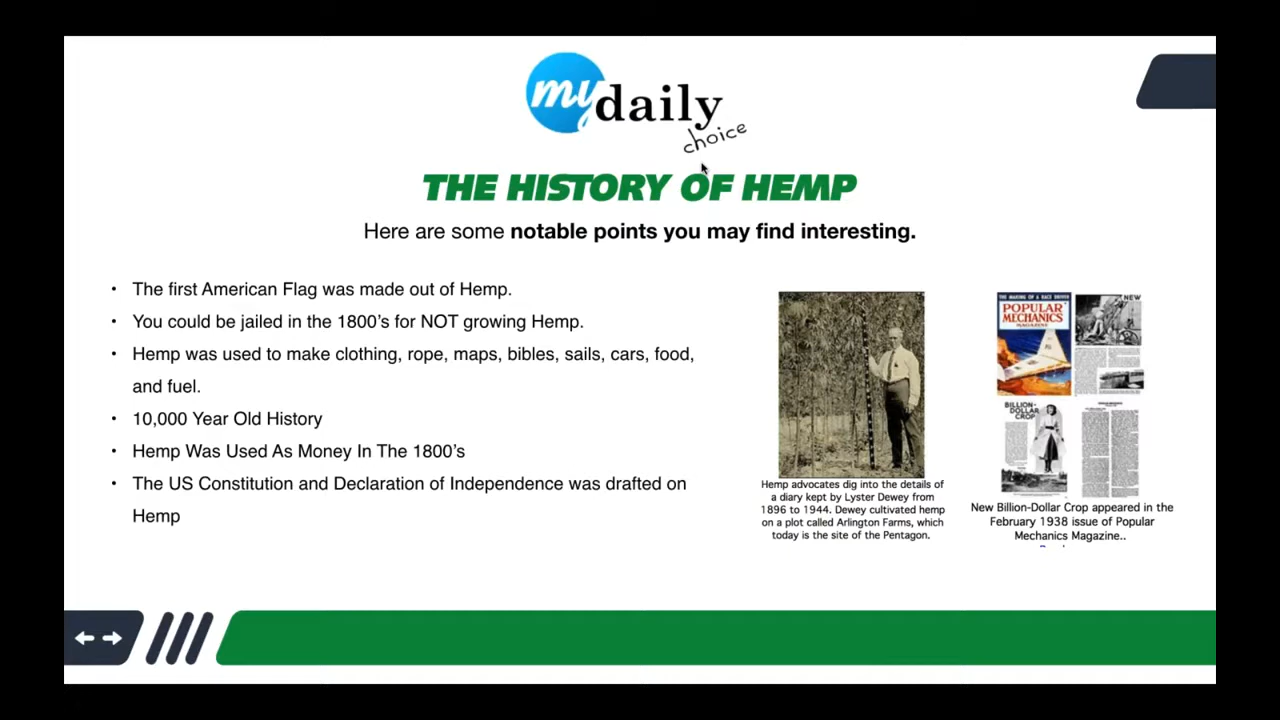 my daily
choice
THE HISTORY OF HEMP
Here are some notable points you may find interesting.
• The first American Flag was made out of Hemp.
• You could be jailed in the 1800's for NOT growing Hemp.
• Hemp was used to make clothing, rope, maps, bibles, sails, cars, food,
and fuel.
• 10,000 Year Old History
• Hemp Was Used As Money In The 1800's
• The US Constitution and Declaration of Independence was drafted on
Hemp
Hemp advocates dig into the details of
a diary kept by Lyster Dewey from
1896 to 1944. Dewey cultivated hemp
on a plot called Arlington Farms, which
today is the site of the Pentagon.
THE MAKING OF A RACE DRIVER
POPULAR
MECHANICS
MAGAZINE
NEW
BILLION-
DOLLAR
CROP
New Billion-Dollar Crop appeared in the
February 1938 issue of Popular
Mechanics Magazine..